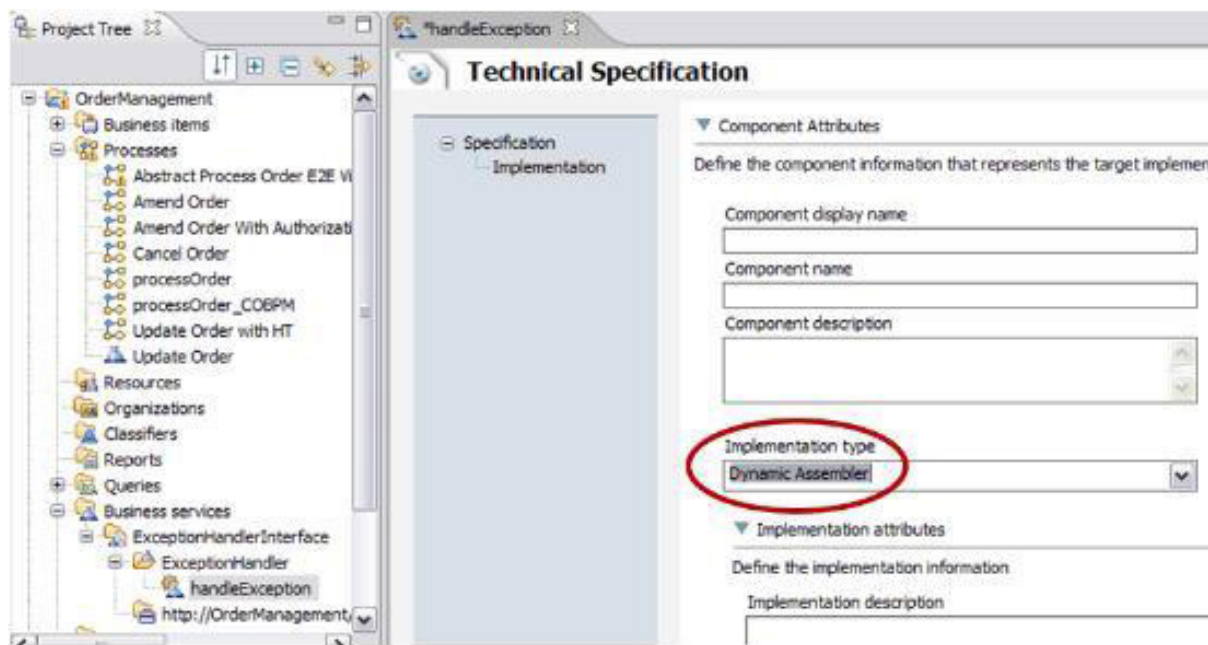 Project Tree
OrderManagement
Business items
Processes
Abstract Process Order E2E Vi
Amend Order
Amend Order With Authorizati
Cancel Order
processOrder
processOrder_COBPM
Update Order with HT
Update Order
Resources
Organizations
Classifiers
Reports
Queries
Business services
ExceptionHandlerInterface
ExceptionHandler
handleException
http://OrderManagement/
*handleException
Technical Specification
Specification
Implementation
Component Attributes
Define the component information that represents the target implemen
Component display name
Component name
Component description
Implementation type
Dynamic Assembler
Implementation attributes
Define the implementation information
Implementation description